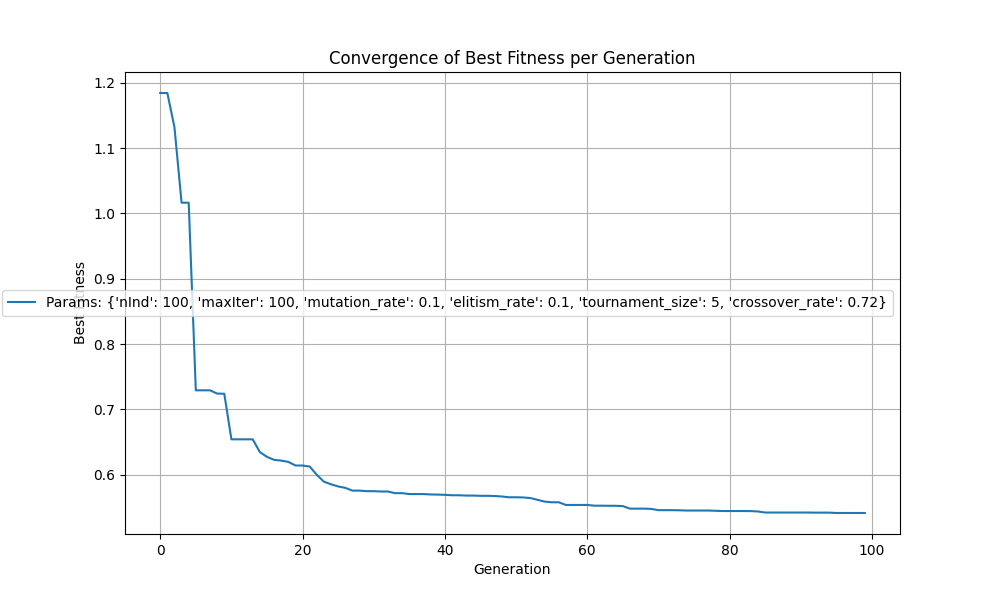 Convergence of Best Fitness per Generation
1.2
1.1
1.0
0.9
0.8
0.7
0.6
Best
Params: {'nInd': 100, 'maxIter': 100, 'mutation_rate': 0.1, 'elitism_rate': 0.1, 'tournament_size': 5, 'crossover_rate': 0.72}
0 20 40 60 80 100
Generation